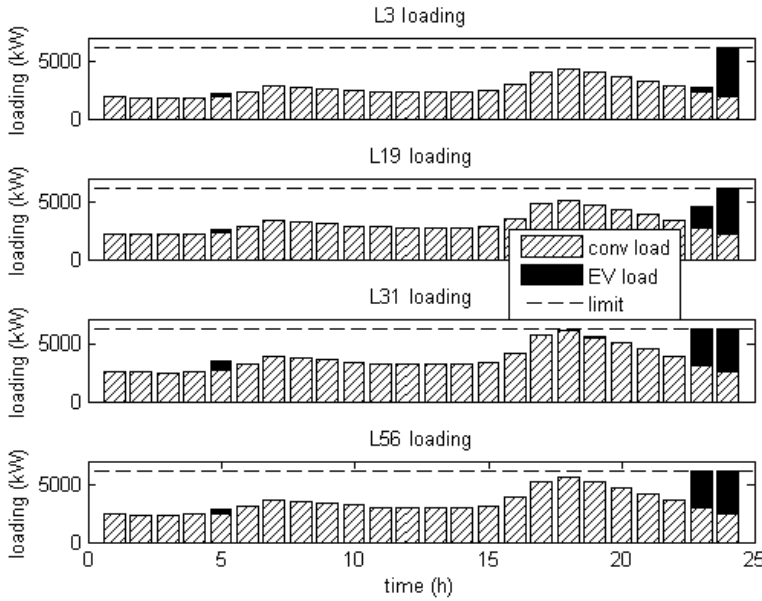 L3 loading
loading (kW)
5000
0
L19 loading
loading (kW)
5000
0
conv load
EV load
limit
L31 loading
loading (kW)
5000
0
L56 loading
loading (kW)
5000
0
0 5 10 15 20 25
time (h)